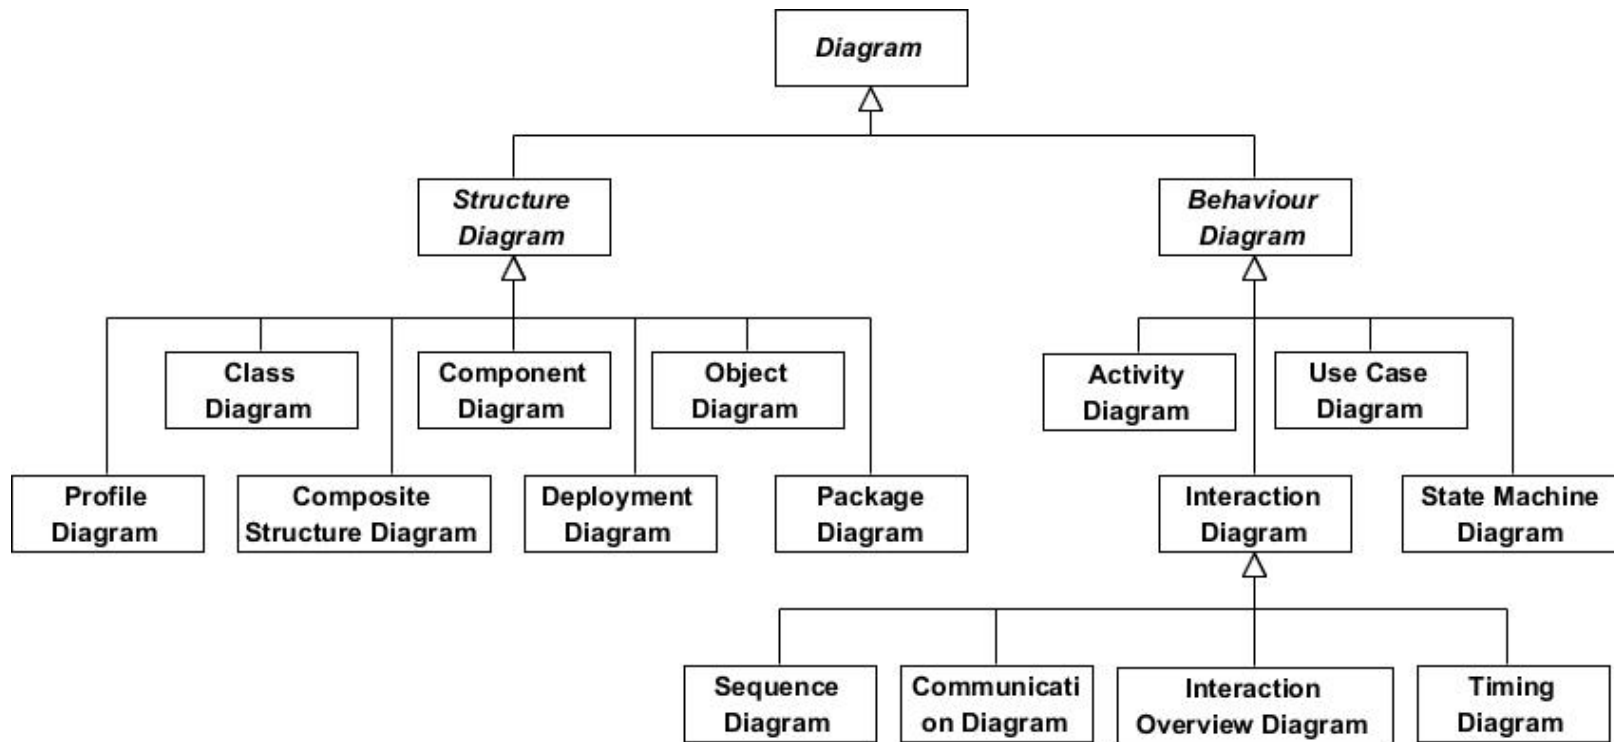 Diagram
Structure
Diagram
Behaviour
Diagram
Class
Diagram
Component
Diagram
Object
Diagram
Activity
Diagram
Use Case
Diagram
Profile
Diagram
Composite
Structure Diagram
Deployment
Diagram
Package
Diagram
Interaction
Diagram
State Machine
Diagram
Sequence
Diagram
Communicati
on Diagram
Interaction
Overview Diagram
Timing
Diagram